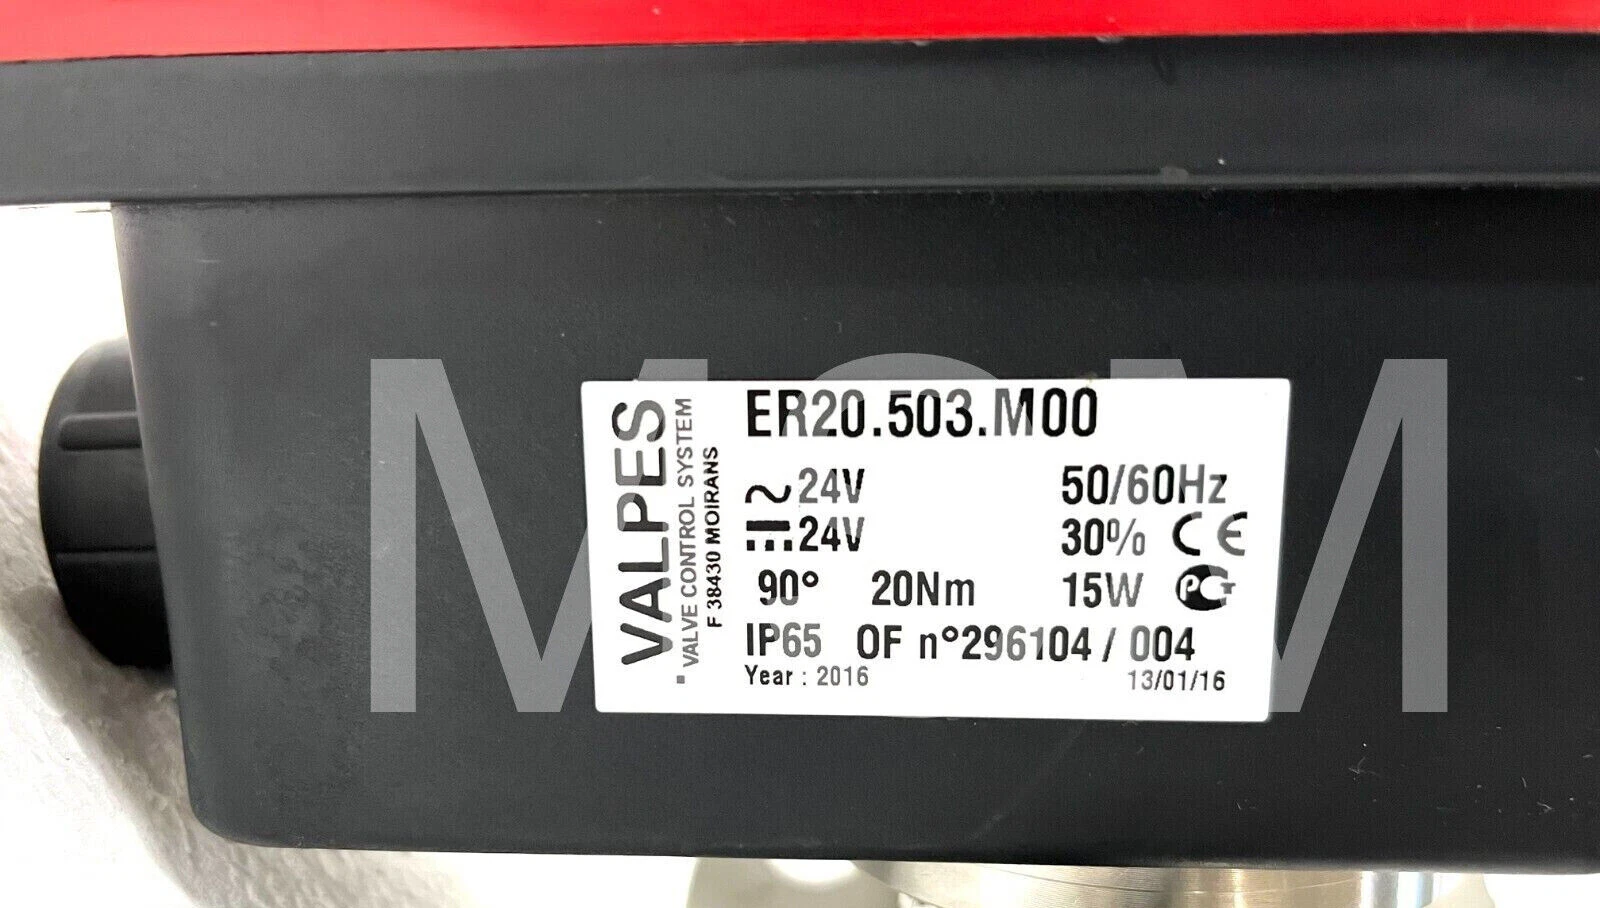 ER20.503.M00
24V 50/60Hz
24V 30% CE
90° 20Nm 15W
IP65 OF n°296104 / 004
Year : 2016 13/01/16
VALPES
VALVE CONTROL SYSTEM
F 38430 MOIRANS